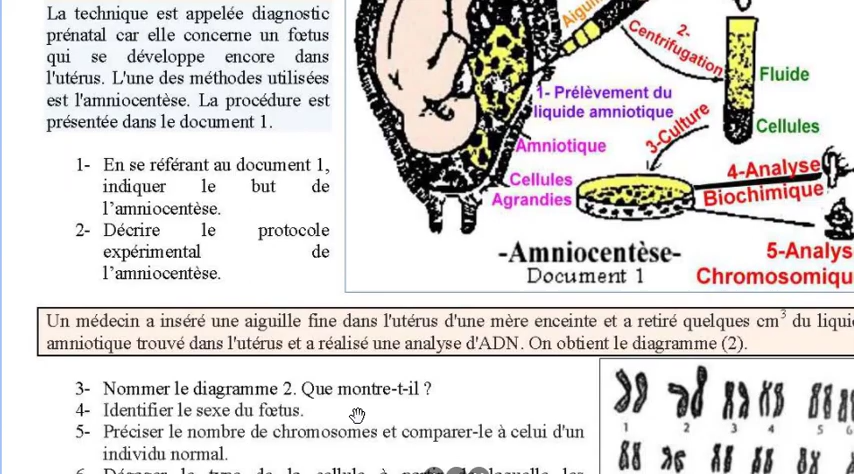 La technique est appelée diagnostic
prénatal car elle concerne un fœtus
qui se développe encore dans
l'utérus. L'une des méthodes utilisées
est l'amniocentèse. La procédure est
présentée dans le document 1.
1- En se référant au document 1,
indiquer le but de
l’amniocentèse.
2- Décrire le protocole
expérimental de
l’amniocentèse.
2-
Centrifugation
Fluide
1- Prélèvement du
liquide amniotique
Cellules
3-Culture
Amniotique
4-Analyse
Biochimique
Cellules
Agrandies
-Amniocentèse-
Document 1
5-Analys
Chromosomiqu
Un médecin a inséré une aiguille fine dans l'utérus d'une mère enceinte et a retiré quelques cm3 du liquid
amniotique trouvé dans l'utérus et a réalisé une analyse d'ADN. On obtient le diagramme (2).
3- Nommer le diagramme 2. Que montre-t-il ?
4- Identifier le sexe du fœtus.
5- Préciser le nombre de chromosomes et comparer-le à celui d'un
individu normal.
1 2 3 4 5 6